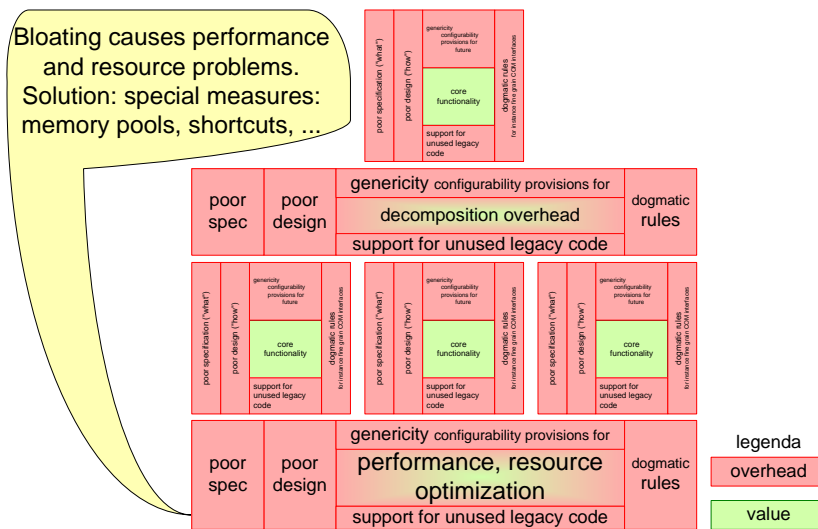 Bloating causes performance
and resource problems.
Solution: special measures:
memory pools, shortcuts, ...
poor specification ("what")
poor design ("how")
genericity
configurability
provisions for
future
core
functionality
support for
unused legacy
code
dogmatic rules
for instance fine grain COM interfaces
poor
spec
poor
design
genericity configurability provisions for
decomposition overhead
support for unused legacy code
dogmatic
rules
poor specification ("what")
poor design ("how")
genericity
configurability
provisions for
future
core
functionality
support for
unused legacy
code
dogmatic rules
for instance fine grain COM interfaces
poor specification ("what")
poor design ("how")
genericity
configurability
provisions for
future
core
functionality
support for
unused legacy
code
dogmatic rules
for instance fine grain COM interfaces
poor specification ("what")
poor design ("how")
genericity
configurability
provisions for
future
core
functionality
support for
unused legacy
code
dogmatic rules
for instance fine grain COM interfaces
poor
spec
poor
design
genericity configurability provisions for
performance, resource
optimization
support for unused legacy code
dogmatic
rules
legenda
overhead
value